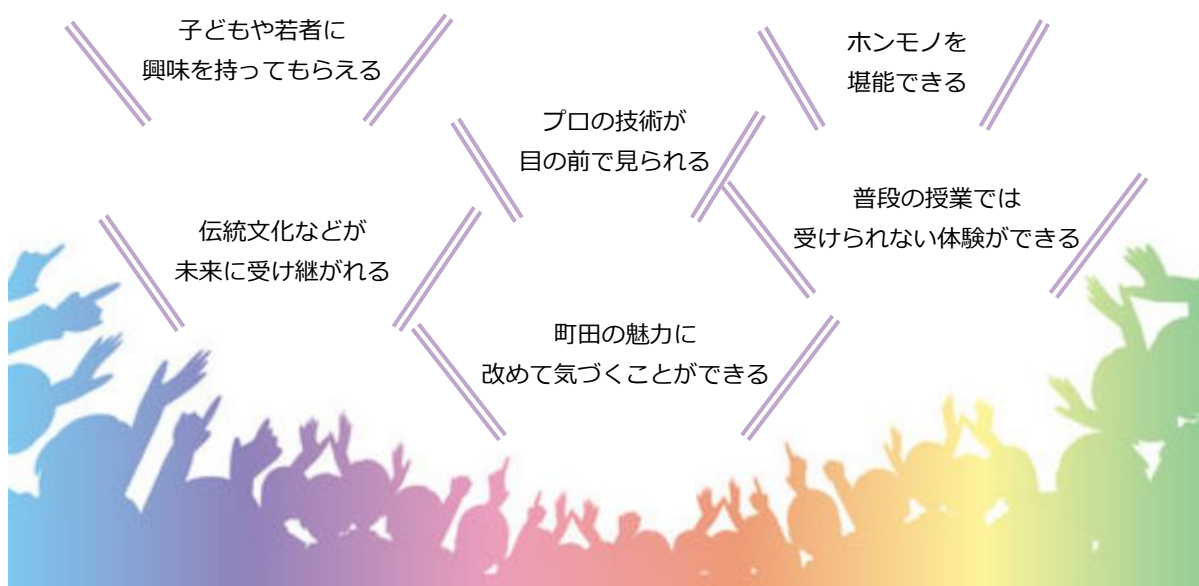 子どもや若者に
興味を持ってもらえる
ホンモノを
堪能できる
プロの技術が
目の前で見られる
普段の授業では
受けられない体験ができる
伝統文化などが
未来に受け継がれる
町田の魅力に
改めて気づくことができる